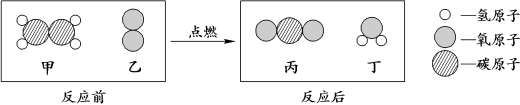 点燃
甲 乙 丙 丁
反应前 反应后
—氢原子
—氧原子
—碳原子